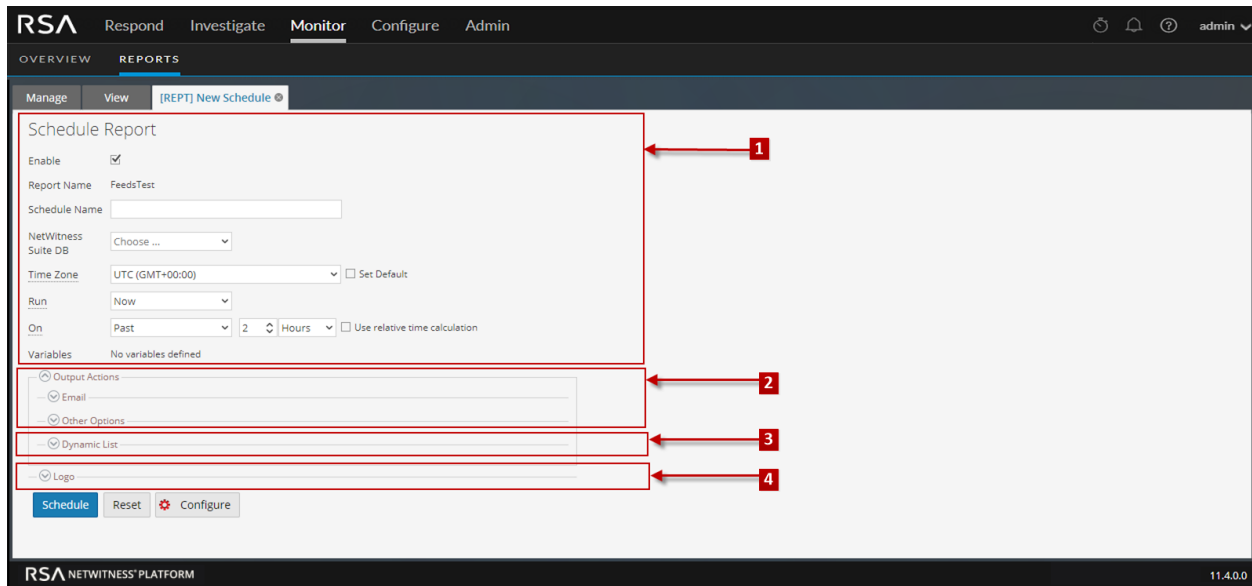 RSA Respond Investigate Monitor Configure Admin admin
OVERVIEW REPORTS
Manage View [REPT] New Schedule
Schedule Report
1
Enable
Report Name FeedsTest
Schedule Name
NetWitness
Suite DB
Choose ...
Time Zone UTC (GMT+00:00) Set Default
Run Now
On Past 2 Hours Use relative time calculation
Variables No variables defined
Output Actions
2
Email
Other Options
Dynamic List
3
Logo
4
Schedule Reset Configure
RSA NETWITNESS® PLATFORM 11.4.0.0